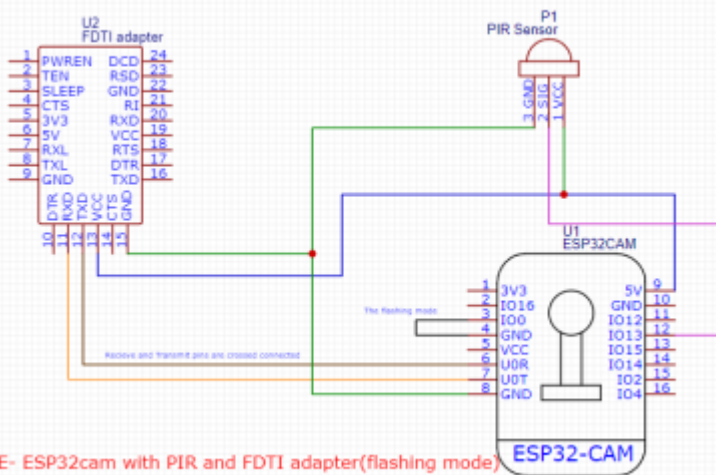 U2
FDTI adapter
1 PWREN DCD 24
2 TEN RSD 23
3 SLEEP GND 22
4 CTS RI 21
5 3V3 RXD 20
6 5V VCC 19
7 RXL RTS 18
8 TXL DTR 17
9 GND TXD 16
DTR RXD TXD VCC CTS GND
10 11 12 13 14 15
P1
PIR Sensor
3 GND
2 SIG
1 VCC
U1
ESP32CAM
1 3V3 5V 9
2 IO16 GND 10
3 IO0 IO12 11
4 GND IO13 12
5 VCC IO15 13
6 U0R IO14 14
7 U0T IO2 15
8 GND IO4 16
The flashing mode
Recieve and Transmit pins are crossed connected
ESP32-CAM
E- ESP32cam with PIR and FDTI adapter(flashing mode)